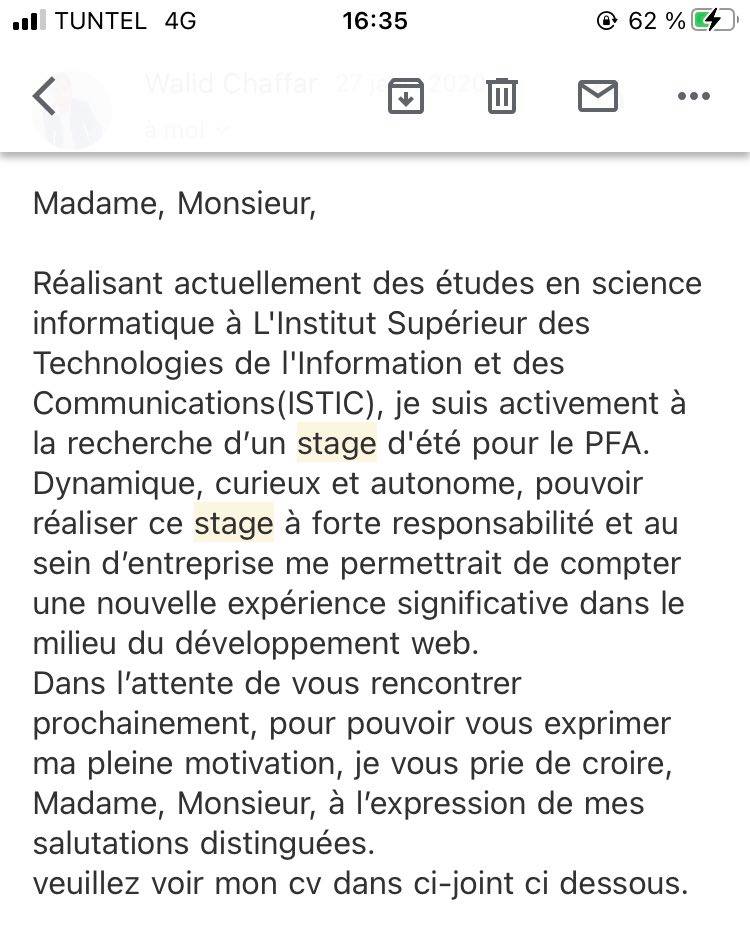 TUNTEL 4G 16:35 62 %
Walid Chaffar 27 ja 2020
à moi
Madame, Monsieur,
Réalisant actuellement des études en science
informatique à L'Institut Supérieur des
Technologies de l'Information et des
Communications(ISTIC), je suis activement à
la recherche d’un stage d'été pour le PFA.
Dynamique, curieux et autonome, pouvoir
réaliser ce stage à forte responsabilité et au
sein d’entreprise me permettrait de compter
une nouvelle expérience significative dans le
milieu du développement web.
Dans l’attente de vous rencontrer
prochainement, pour pouvoir vous exprimer
ma pleine motivation, je vous prie de croire,
Madame, Monsieur, à l’expression de mes
salutations distinguées.
veuillez voir mon cv dans ci-joint ci dessous.